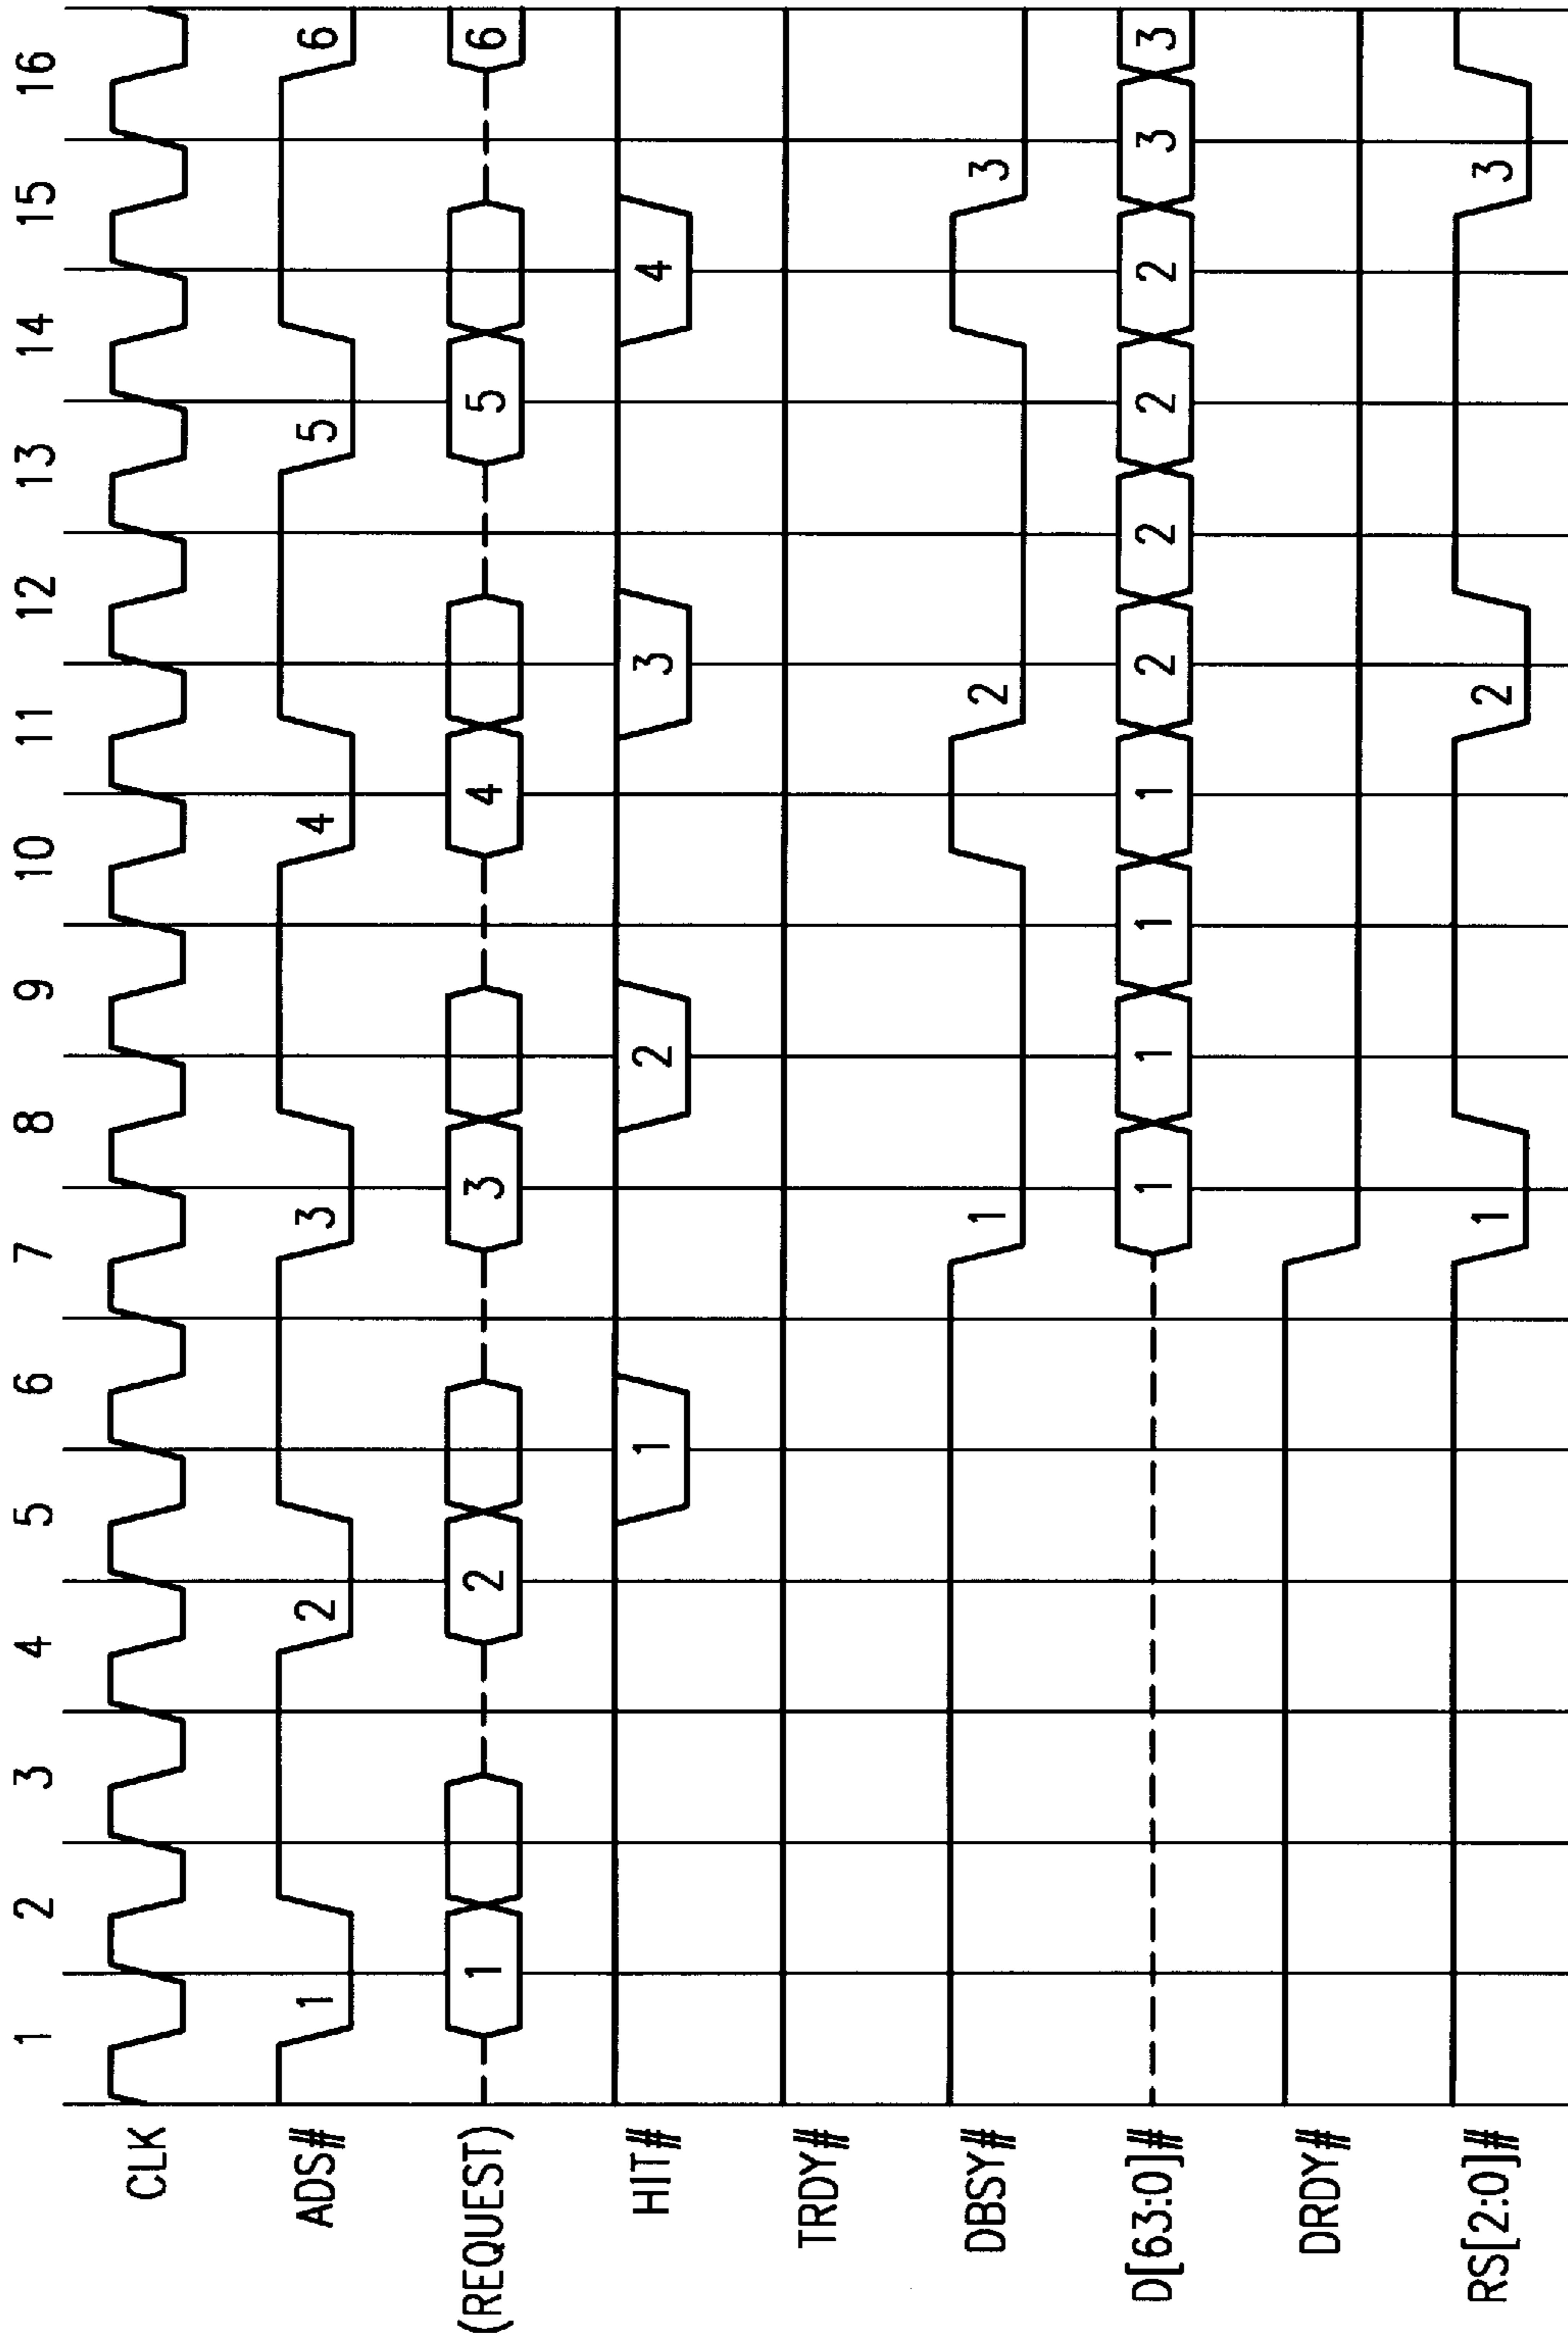 1 2 3 4 5 6 7 8 9 10 11 12 13 14 15 16
CLK
ADS# 1 2 3 4 5 6
(REQUEST) 1 2 3 4 5 6
HIT# 1 2 3 4
TRDY#
DBSY# 1 2 3
D[63:0]# 1 1 1 1 2 2 2 2 3 3
DRDY#
RS[2:0]# 1 2 3